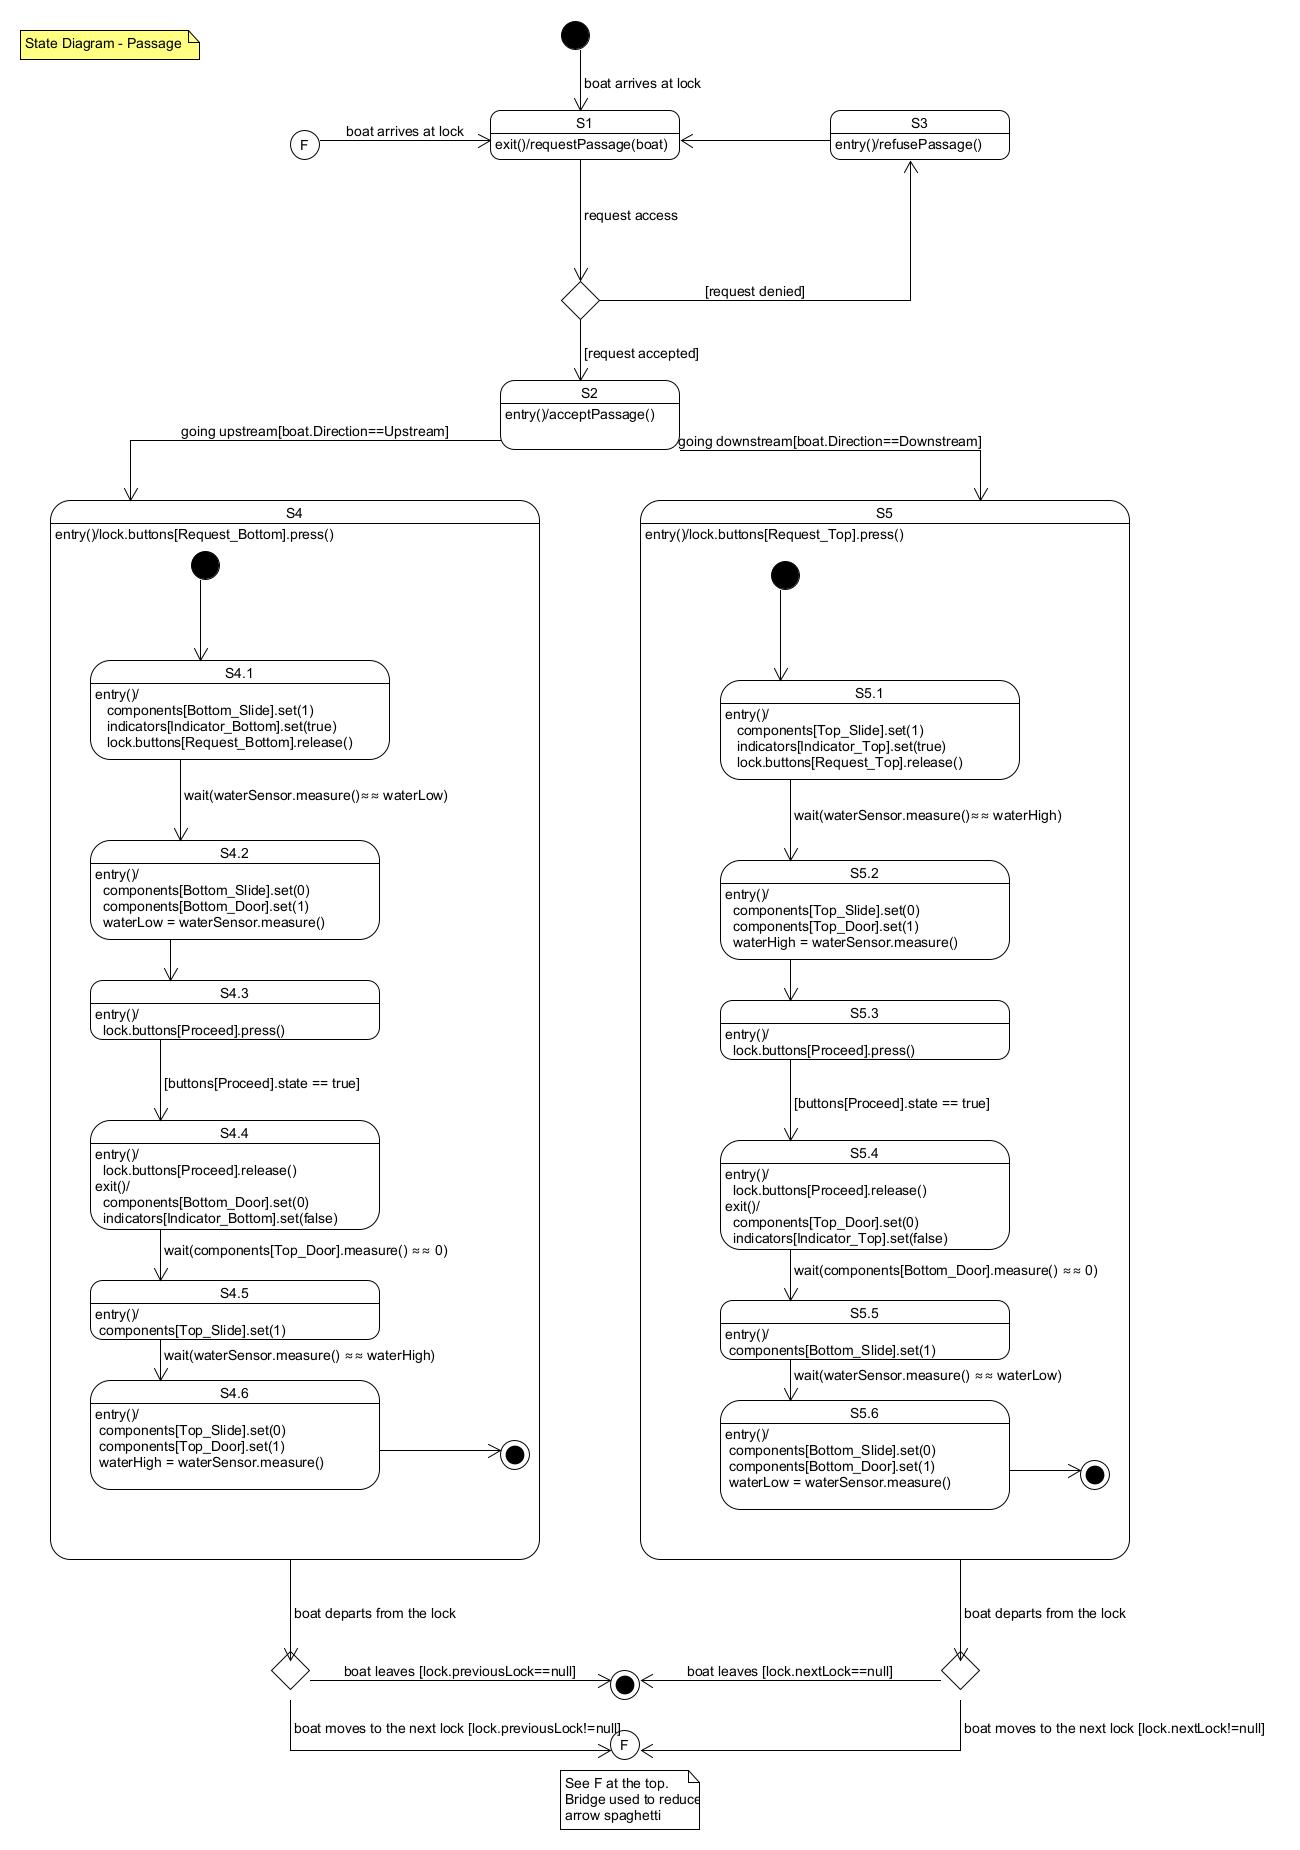 State Diagram - Passage
boat arrives at lock
F
boat arrives at lock
S1
exit()/requestPassage(boat)
S3
entry()/refusePassage()
request access
[request denied]
[request accepted]
S2
entry()/acceptPassage()
going upstream[boat.Direction==Upstream]
going downstream[boat.Direction==Downstream]
S4
entry()/lock.buttons[Request_Bottom].press()
S4.1
entry()/
components[Bottom_Slide].set(1)
indicators[Indicator_Bottom].set(true)
lock.buttons[Request_Bottom].release()
wait(waterSensor.measure()≈≈ waterLow)
S4.2
entry()/
components[Bottom_Slide].set(0)
components[Bottom_Door].set(1)
waterLow = waterSensor.measure()
S4.3
entry()/
lock.buttons[Proceed].press()
[buttons[Proceed].state == true]
S4.4
entry()/
lock.buttons[Proceed].release()
exit()/
components[Bottom_Door].set(0)
indicators[Indicator_Bottom].set(false)
wait(components[Top_Door].measure() ≈≈ 0)
S4.5
entry()/
components[Top_Slide].set(1)
wait(waterSensor.measure() ≈≈ waterHigh)
S4.6
entry()/
components[Top_Slide].set(0)
components[Top_Door].set(1)
waterHigh = waterSensor.measure()
S5
entry()/lock.buttons[Request_Top].press()
S5.1
entry()/
components[Top_Slide].set(1)
indicators[Indicator_Top].set(true)
lock.buttons[Request_Top].release()
wait(waterSensor.measure()≈≈ waterHigh)
S5.2
entry()/
components[Top_Slide].set(0)
components[Top_Door].set(1)
waterHigh = waterSensor.measure()
S5.3
entry()/
lock.buttons[Proceed].press()
[buttons[Proceed].state == true]
S5.4
entry()/
lock.buttons[Proceed].release()
exit()/
components[Top_Door].set(0)
indicators[Indicator_Top].set(false)
wait(components[Bottom_Door].measure() ≈≈ 0)
S5.5
entry()/
components[Bottom_Slide].set(1)
wait(waterSensor.measure() ≈≈ waterLow)
S5.6
entry()/
components[Bottom_Slide].set(0)
components[Bottom_Door].set(1)
waterLow = waterSensor.measure()
boat departs from the lock
boat departs from the lock
boat leaves [lock.previousLock==null]
boat leaves [lock.nextLock==null]
boat moves to the next lock [lock.previousLock!=null]
boat moves to the next lock [lock.nextLock!=null]
F
See F at the top.
Bridge used to reduce
arrow spaghetti